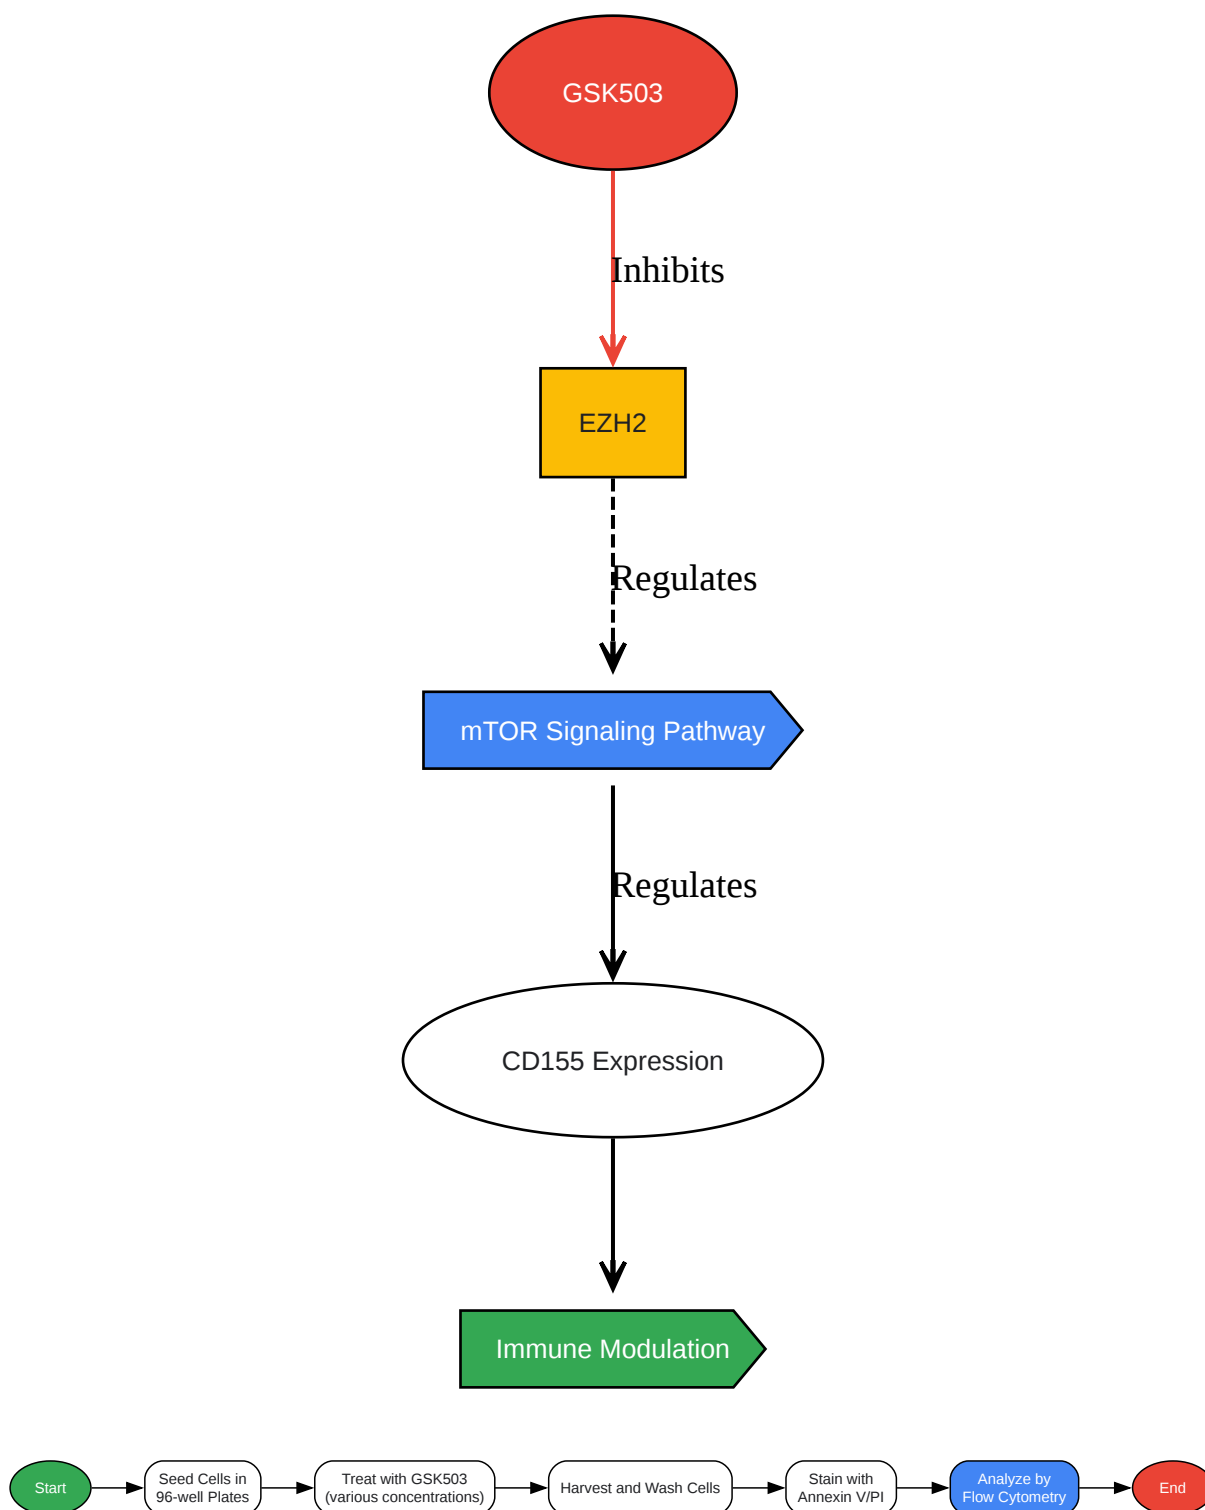 GSK503
Inhibits
EZH2
Regulates
mTOR Signaling Pathway
Regulates
CD155 Expression
Immune Modulation
Start
Seed Cells in
96-well Plates
Treat with GSK503
(various concentrations)
Harvest and Wash Cells
Stain with
Annexin V/PI
Analyze by
Flow Cytometry
End